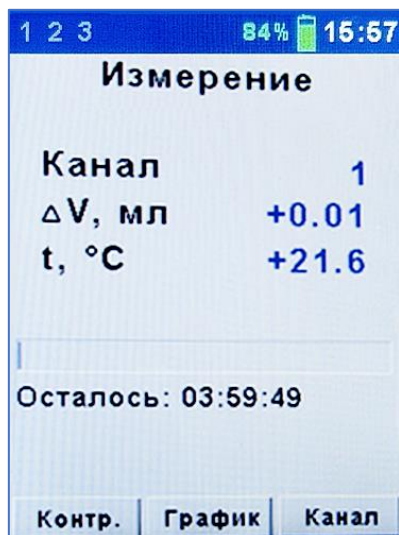 1 2 3 84% 15:57
Измерение
Канал 1
ΔV, мл +0.01
t, °C +21.6
Осталось: 03:59:49
Контр. График Канал